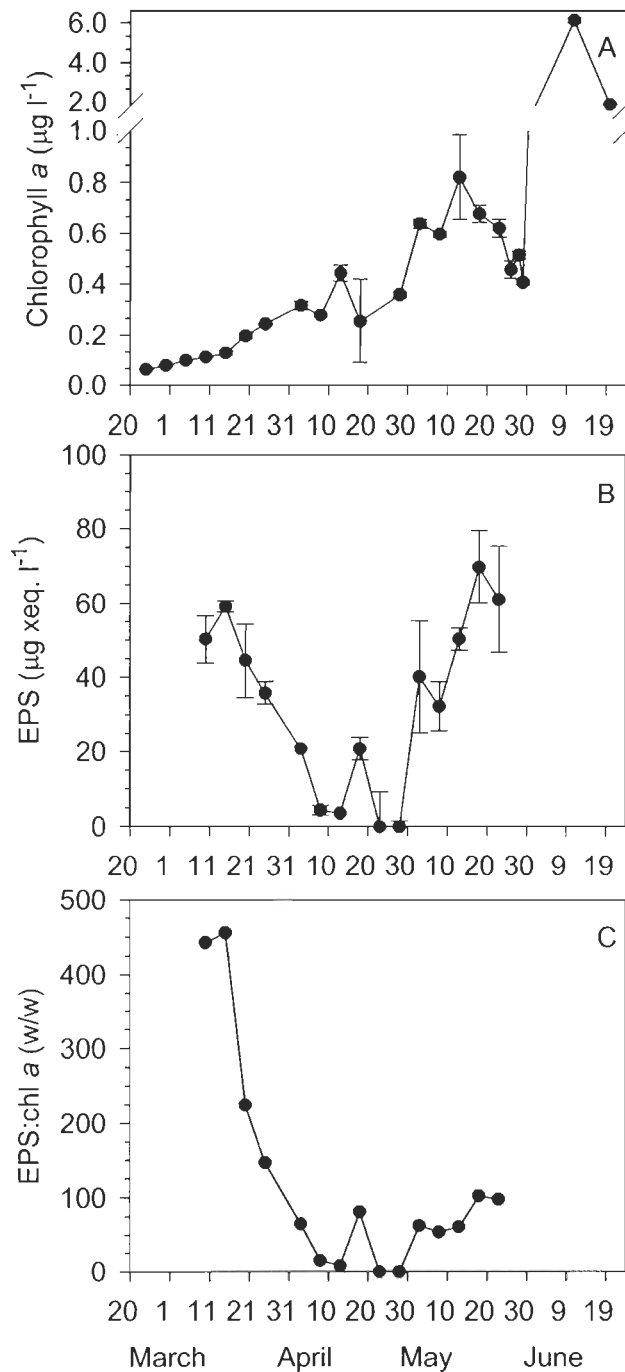 A
Chlorophyll a (µg l-1)
6.0
4.0
2.0
1.0
0.8
0.6
0.4
0.2
0.0
20 1 11 21 31 10 20 30 10 20 30 9 19
B
EPS (µg xeq. l-1)
100
80
60
40
20
0
20 1 11 21 31 10 20 30 10 20 30 9 19
C
EPS:chl a (w/w)
500
400
300
200
100
0
20 1 11 21 31 10 20 30 10 20 30 9 19
March April May June